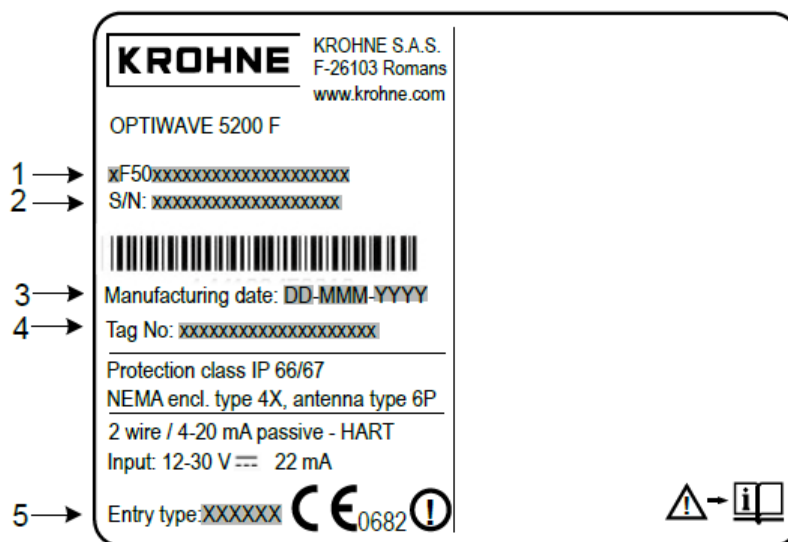 KROHNE
KROHNE S.A.S.
F-26103 Romans
www.krohne.com
OPTIWAVE 5200 F
1
xF50xxxxxxxxxxxxxxxxxxxx
2
S/N: xxxxxxxxxxxxxxxxxxx
3
Manufacturing date: DD-MMM-YYYY
4
Tag No: xxxxxxxxxxxxxxxxxxxx
Protection class IP 66/67
NEMA encl. type 4X, antenna type 6P
2 wire / 4-20 mA passive - HART
Input: 12-30 V ⎓ 22 mA
5
Entry type:XXXXXX CE0682 !
! i